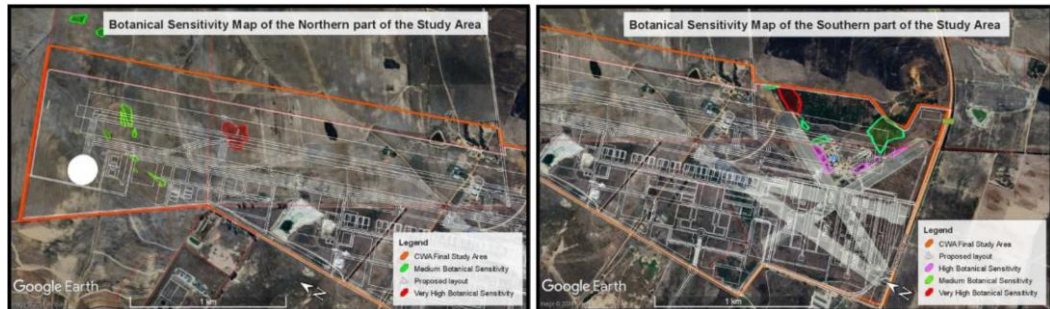 Botanical Sensitivity Map of the Northern part of the Study Area
Legend
CWA Final Study Area
Medium Botanical Sensitivity
Proposed layout
Very High Botanical Sensitivity
Google Earth
1 km
N
Botanical Sensitivity Map of the Southern part of the Study Area
Legend
CWA Final Study Area
Proposed layout
High Botanical Sensitivity
Medium Botanical Sensitivity
Very High Botanical Sensitivity
Google Earth
1 km
N